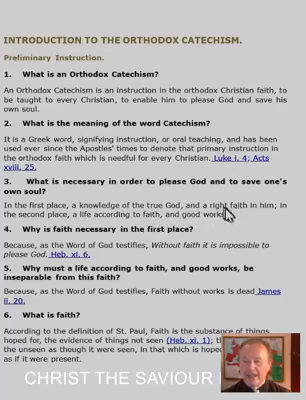 INTRODUCTION TO THE ORTHODOX CATECHISM.
Preliminary Instruction.
1. What is an Orthodox Catechism?
An Orthodox Catechism is an instruction in the orthodox Christian faith, to
be taught to every Christian, to enable him to please God and save his
own soul.
2. What is the meaning of the word Catechism?
It is a Greek word, signifying instruction, or oral teaching, and has been
used ever since the Apostles' times to denote that primary instruction in
the orthodox faith which is needful for every Christian. Luke i. 4; Acts
xviii. 25.
3. What is necessary in order to please God and to save one's
own soul?
In the first place, a knowledge of the true God, and a right faith in him; in
the second place, a life according to faith, and good works.
4. Why is faith necessary in the first place?
Because, as the Word of God testifies, Without faith it is impossible to
please God. Heb. xi. 6.
5. Why must a life according to faith, and good works, be
inseparable from this faith?
Because, as the Word of God testifies, Faith without works is dead James
ii. 20.
6. What is faith?
According to the definition of St. Paul, Faith is the substance of things
hoped for, the evidence of things not seen (Heb. xi. 1);
the unseen as though it were seen, in that which is
as if it were present.
CHRIST THE SAVIOUR